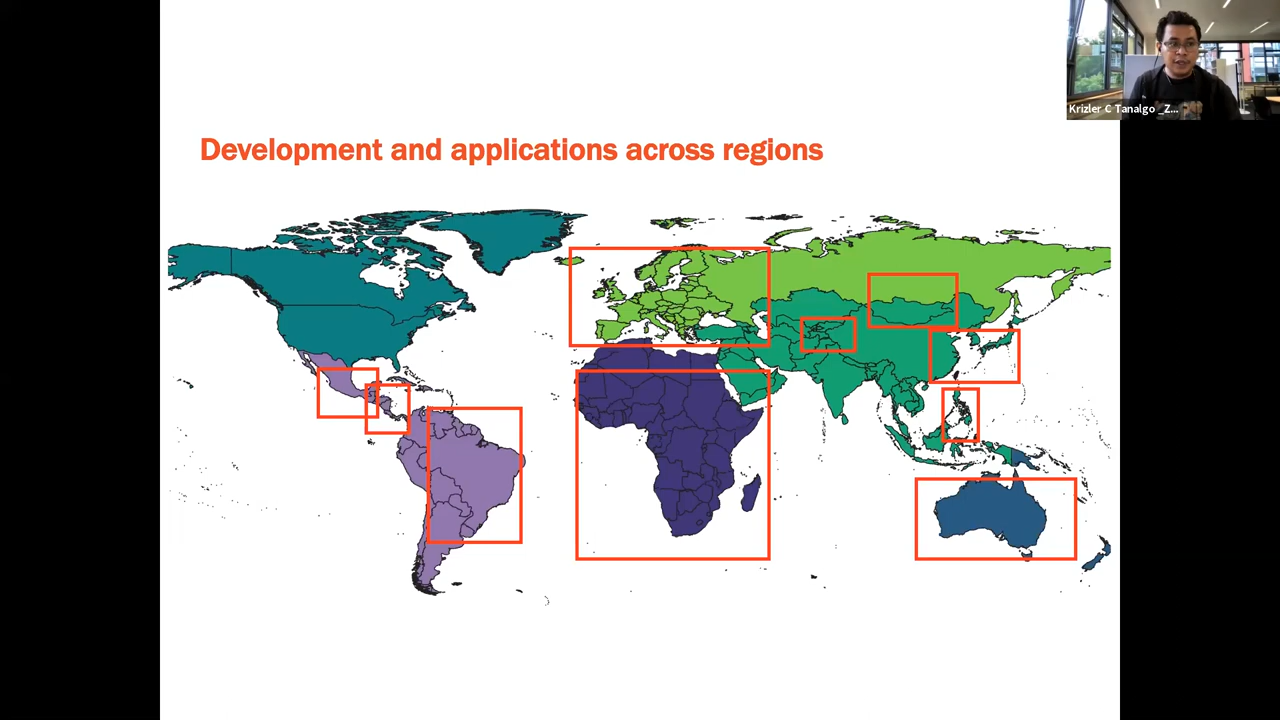 Krizler C Tanalgo _Z...
Development and applications across regions